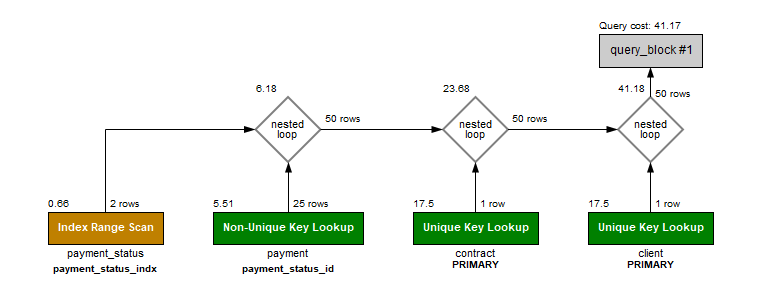 Query cost: 41.17
query_block #1
6.18
23.68
41.18
50 rows
nested
loop
50 rows
nested
loop
50 rows
nested
loop
0.66
2 rows
5.51
25 rows
17.5
1 row
17.5
1 row
Index Range Scan
Non-Unique Key Lookup
Unique Key Lookup
Unique Key Lookup
payment_status
payment_status_indx
payment
payment_status_id
contract
PRIMARY
client
PRIMARY